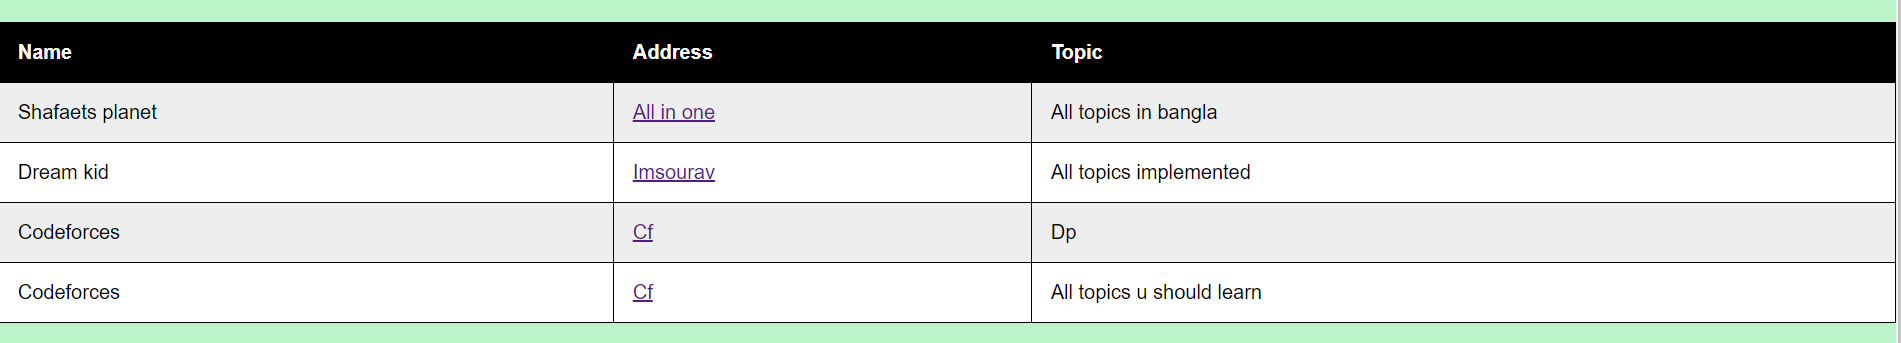 Name Address Topic
Shafaets planet All in one All topics in bangla
Dream kid Imsourav All topics implemented
Codeforces Cf Dp
Codeforces Cf All topics u should learn